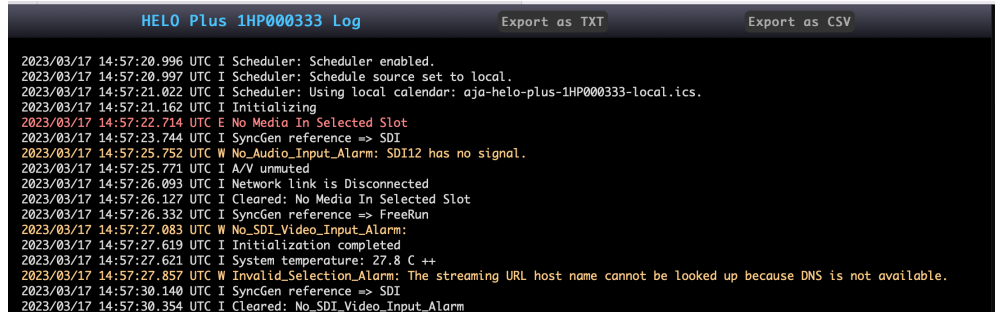 HELO Plus 1HP000333 Log
Export as TXT
Export as CSV
2023/03/17 14:57:20.996 UTC I Scheduler: Scheduler enabled.
2023/03/17 14:57:20.997 UTC I Scheduler: Schedule source set to local.
2023/03/17 14:57:21.022 UTC I Scheduler: Using local calendar: aja-helo-plus-1HP000333-local.ics.
2023/03/17 14:57:21.162 UTC I Initializing
2023/03/17 14:57:22.714 UTC E No Media In Selected Slot
2023/03/17 14:57:23.744 UTC I SyncGen reference => SDI
2023/03/17 14:57:25.752 UTC W No_Audio_Input_Alarm: SDI12 has no signal.
2023/03/17 14:57:25.771 UTC I A/V unmuted
2023/03/17 14:57:26.093 UTC I Network link is Disconnected
2023/03/17 14:57:26.127 UTC I Cleared: No Media In Selected Slot
2023/03/17 14:57:26.332 UTC I SyncGen reference => FreeRun
2023/03/17 14:57:27.083 UTC W No_SDI_Video_Input_Alarm:
2023/03/17 14:57:27.619 UTC I Initialization completed
2023/03/17 14:57:27.621 UTC I System temperature: 27.8 C ++
2023/03/17 14:57:27.857 UTC W Invalid_Selection_Alarm: The streaming URL host name cannot be looked up because DNS is not available.
2023/03/17 14:57:30.140 UTC I SyncGen reference => SDI
2023/03/17 14:57:30.354 UTC I Cleared: No_SDI_Video_Input_Alarm